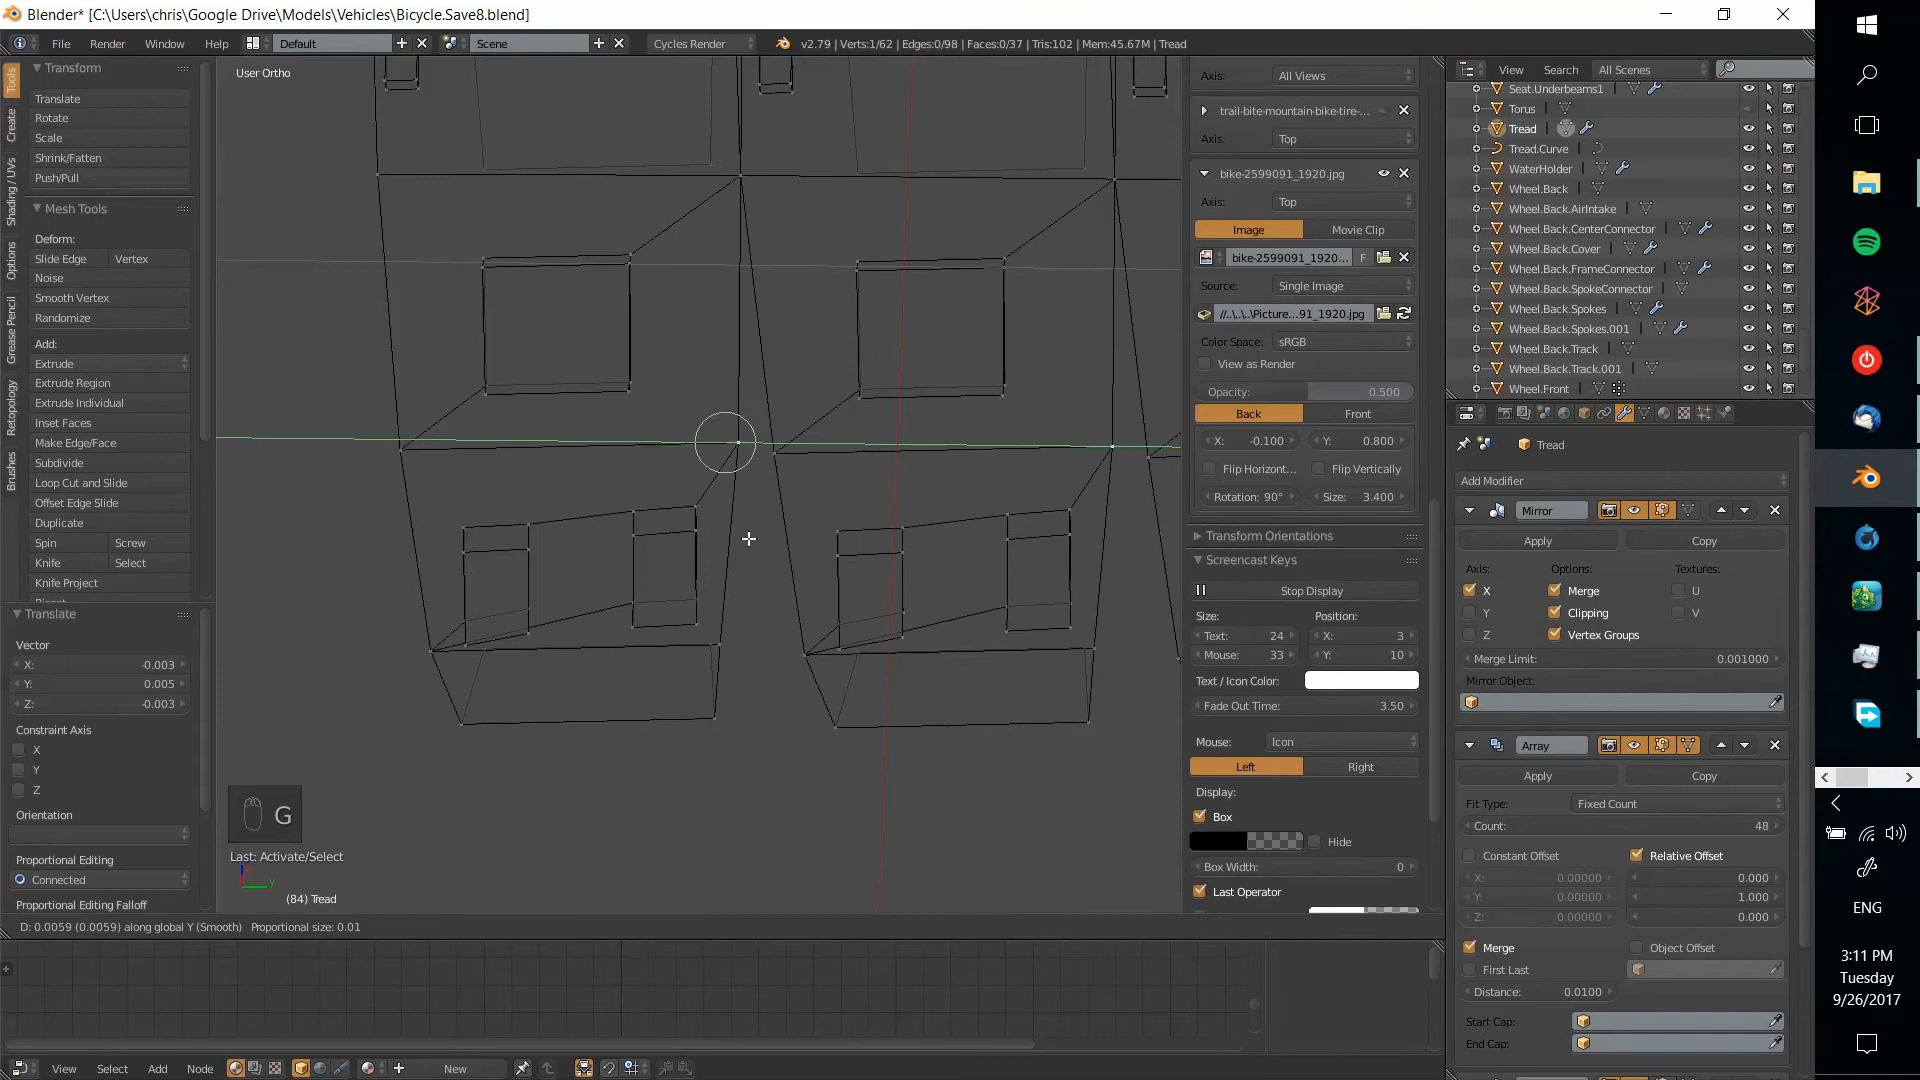 Blender* [C:\Users\chris\Google Drive\Models\Vehicles\Bicycle.Save8.blend]
File Render Window Help Default Scene Cycles Render v2.79 | Verts:1/62 | Edges:0/98 | Faces:0/37 | Tris:102 | Mem:45.67M | Tread
Tools
Create
Shading / UVs
Options
Grease Pencil
Retopology
Brushes
Transform
Translate
Rotate
Scale
Shrink/Fatten
Push/Pull
Mesh Tools
Deform:
Slide Edge Vertex
Noise
Smooth Vertex
Randomize
Add:
Extrude
Extrude Region
Extrude Individual
Inset Faces
Make Edge/Face
Subdivide
Loop Cut and Slide
Offset Edge Slide
Duplicate
Spin Screw
Knife Select
Knife Project
Translate
Vector
X: -0.003
Y: 0.005
Z: -0.003
Constraint Axis
X
Y
Z
Orientation
Proportional Editing
Connected
Proportional Editing Falloff
User Ortho
G
Last: Activate/Select
(84) Tread
D: 0.0059 (0.0059) along global Y (Smooth) Proportional size: 0.01
Axis: All Views
trail-bite-mountain-bike-tire-...
Axis: Top
bike-2599091_1920.jpg
Axis: Top
Image Movie Clip
bike-2599091_1920... F
Source: Single Image
//..\..\..\Picture...91_1920.jpg
Color Space: sRGB
View as Render
Opacity: 0.500
Back Front
X: -0.100 Y: 0.800
Flip Horizont... Flip Vertically
Rotation: 90° Size: 3.400
Transform Orientations
Screencast Keys
Stop Display
Size: Position:
Text: 24 X: 3
Mouse: 33 Y: 10
Text / Icon Color:
Fade Out Time: 3.50
Mouse: Icon
Left Right
Display:
Box
Hide
Box Width: 0
Last Operator
View Search All Scenes
Seat.Underbeams1
Torus
Tread
Tread.Curve
WaterHolder
Wheel.Back
Wheel.Back.AirIntake
Wheel.Back.CenterConnector
Wheel.Back.Cover
Wheel.Back.FrameConnector
Wheel.Back.SpokeConnector
Wheel.Back.Spokes
Wheel.Back.Spokes.001
Wheel.Back.Track
Wheel.Back.Track.001
Wheel.Front
Tread
Add Modifier
Mirror
Apply Copy
Axis: Options: Textures:
X Merge U
Y Clipping V
Z Vertex Groups
Merge Limit: 0.001000
Mirror Object:
Array
Apply Copy
Fit Type: Fixed Count
Count: 48
Constant Offset Relative Offset
X: 0.00000 0.000
Y: 0.00000 1.000
Z: 0.00000 0.000
Merge Object Offset
First Last
Distance: 0.0100
Start Cap:
End Cap:
View Select Add Node New
ENG
3:11 PM
Tuesday
9/26/2017